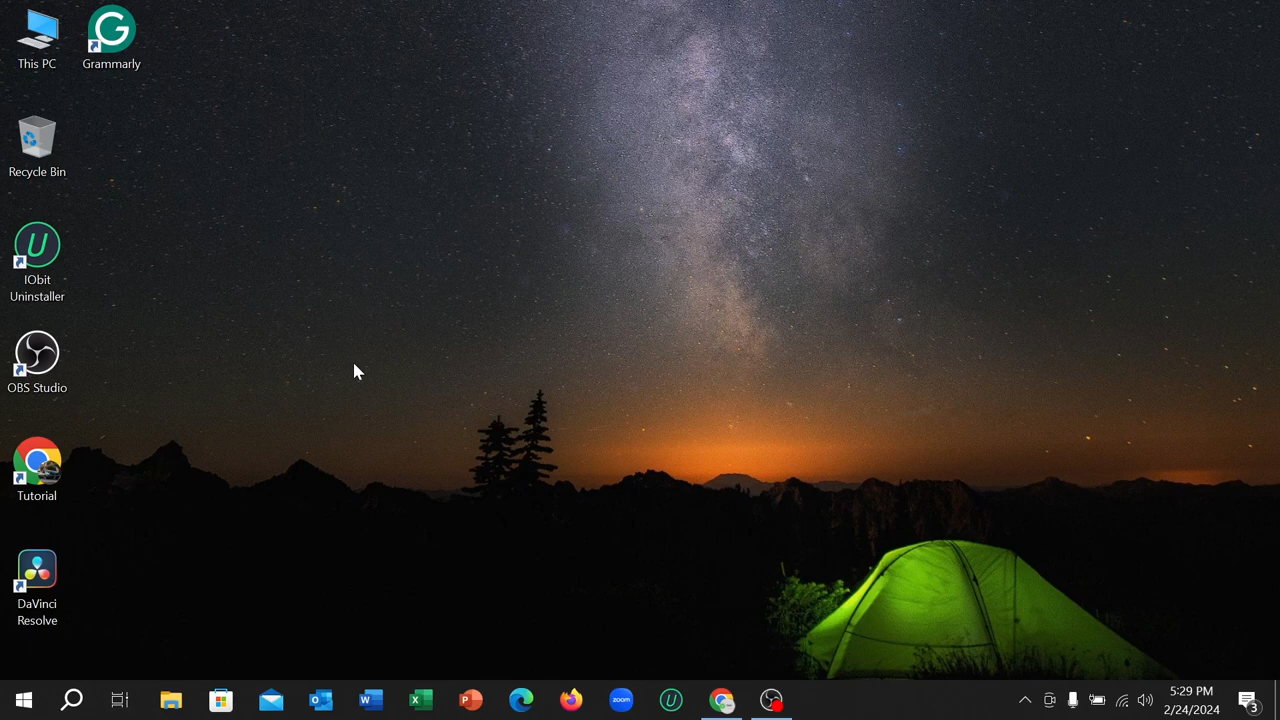 This PC
Grammarly
Recycle Bin
IObit
Uninstaller
OBS Studio
Tutorial
DaVinci
Resolve
zoom
5:29 PM
2/24/2024
3